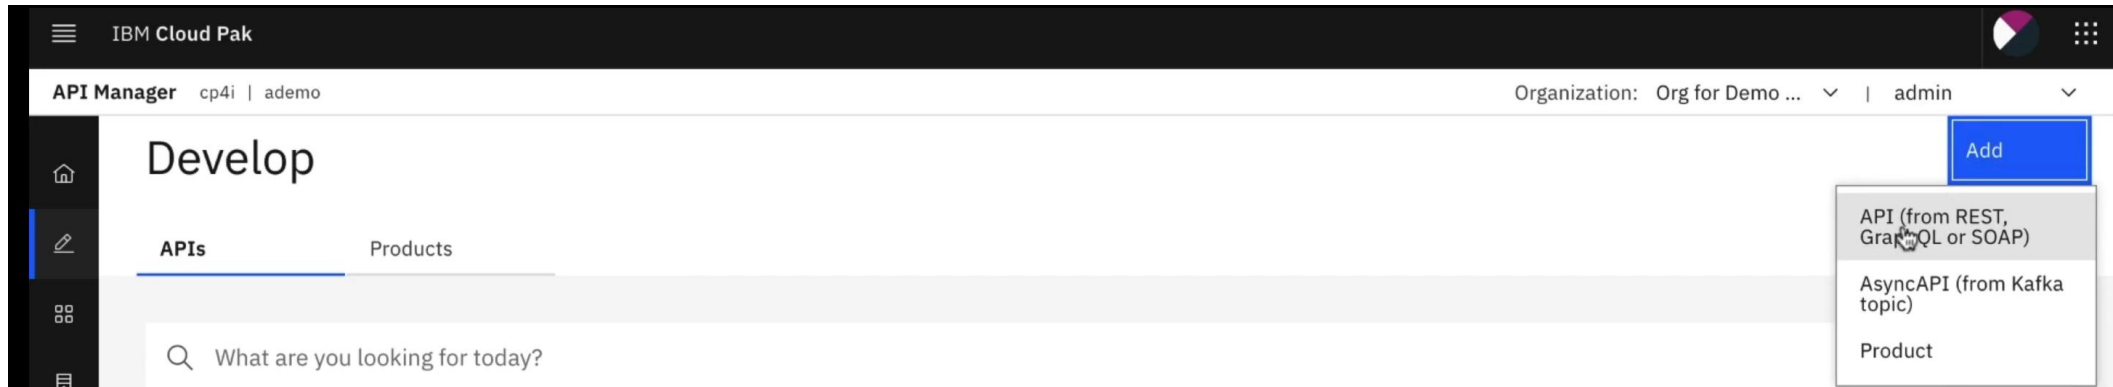 IBM Cloud Pak
API Manager cp4i | ademo
Organization: Org for Demo ... | admin
Develop
Add
API (from REST,
GraphQL or SOAP)
APIs Products
AsyncAPI (from Kafka
topic)
What are you looking for today?
Product